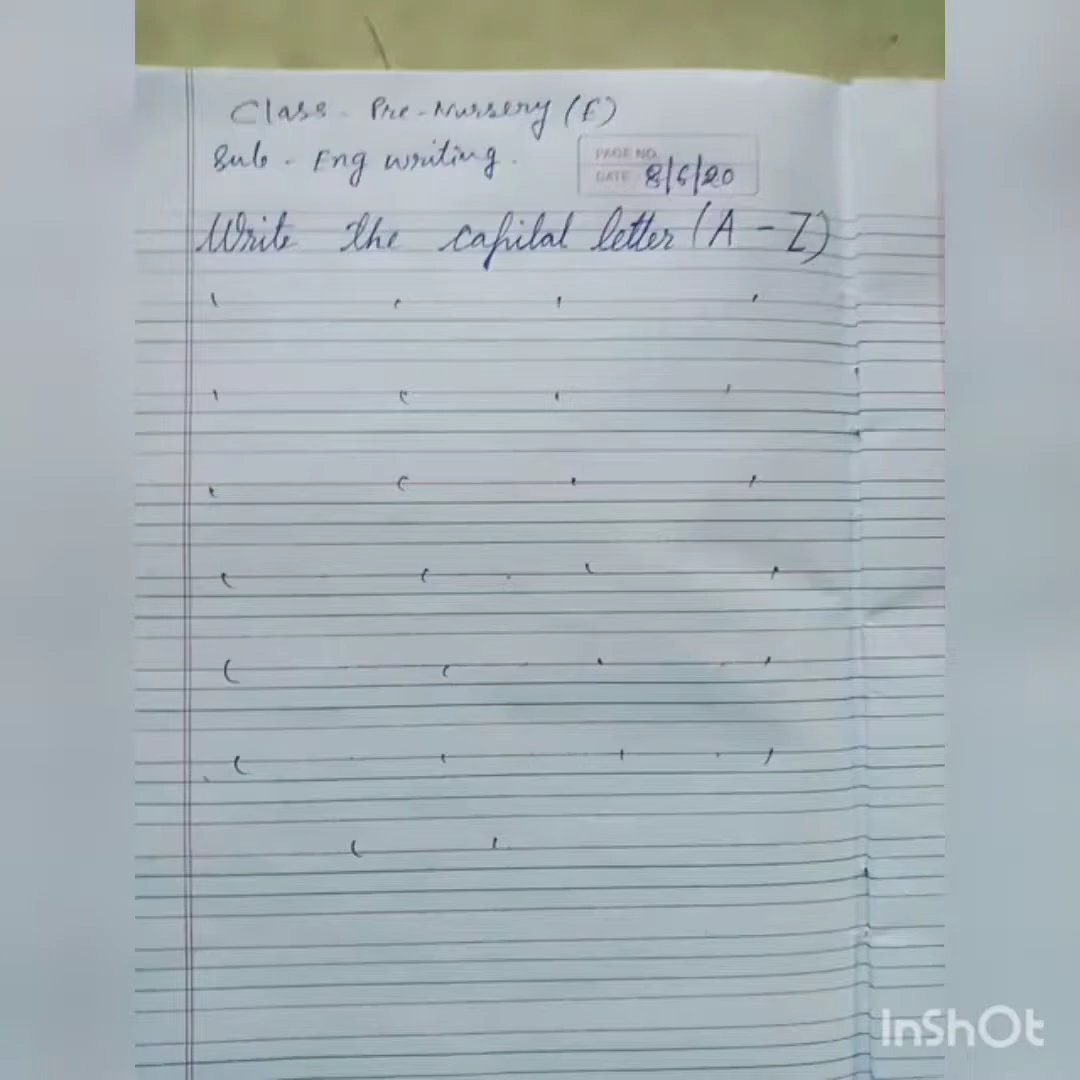 Class - Pre-Nursery (E)
Sub - Eng writing.
PAGE NO.
DATE 8/6/20
Write the capital letter (A - Z)
InShOt